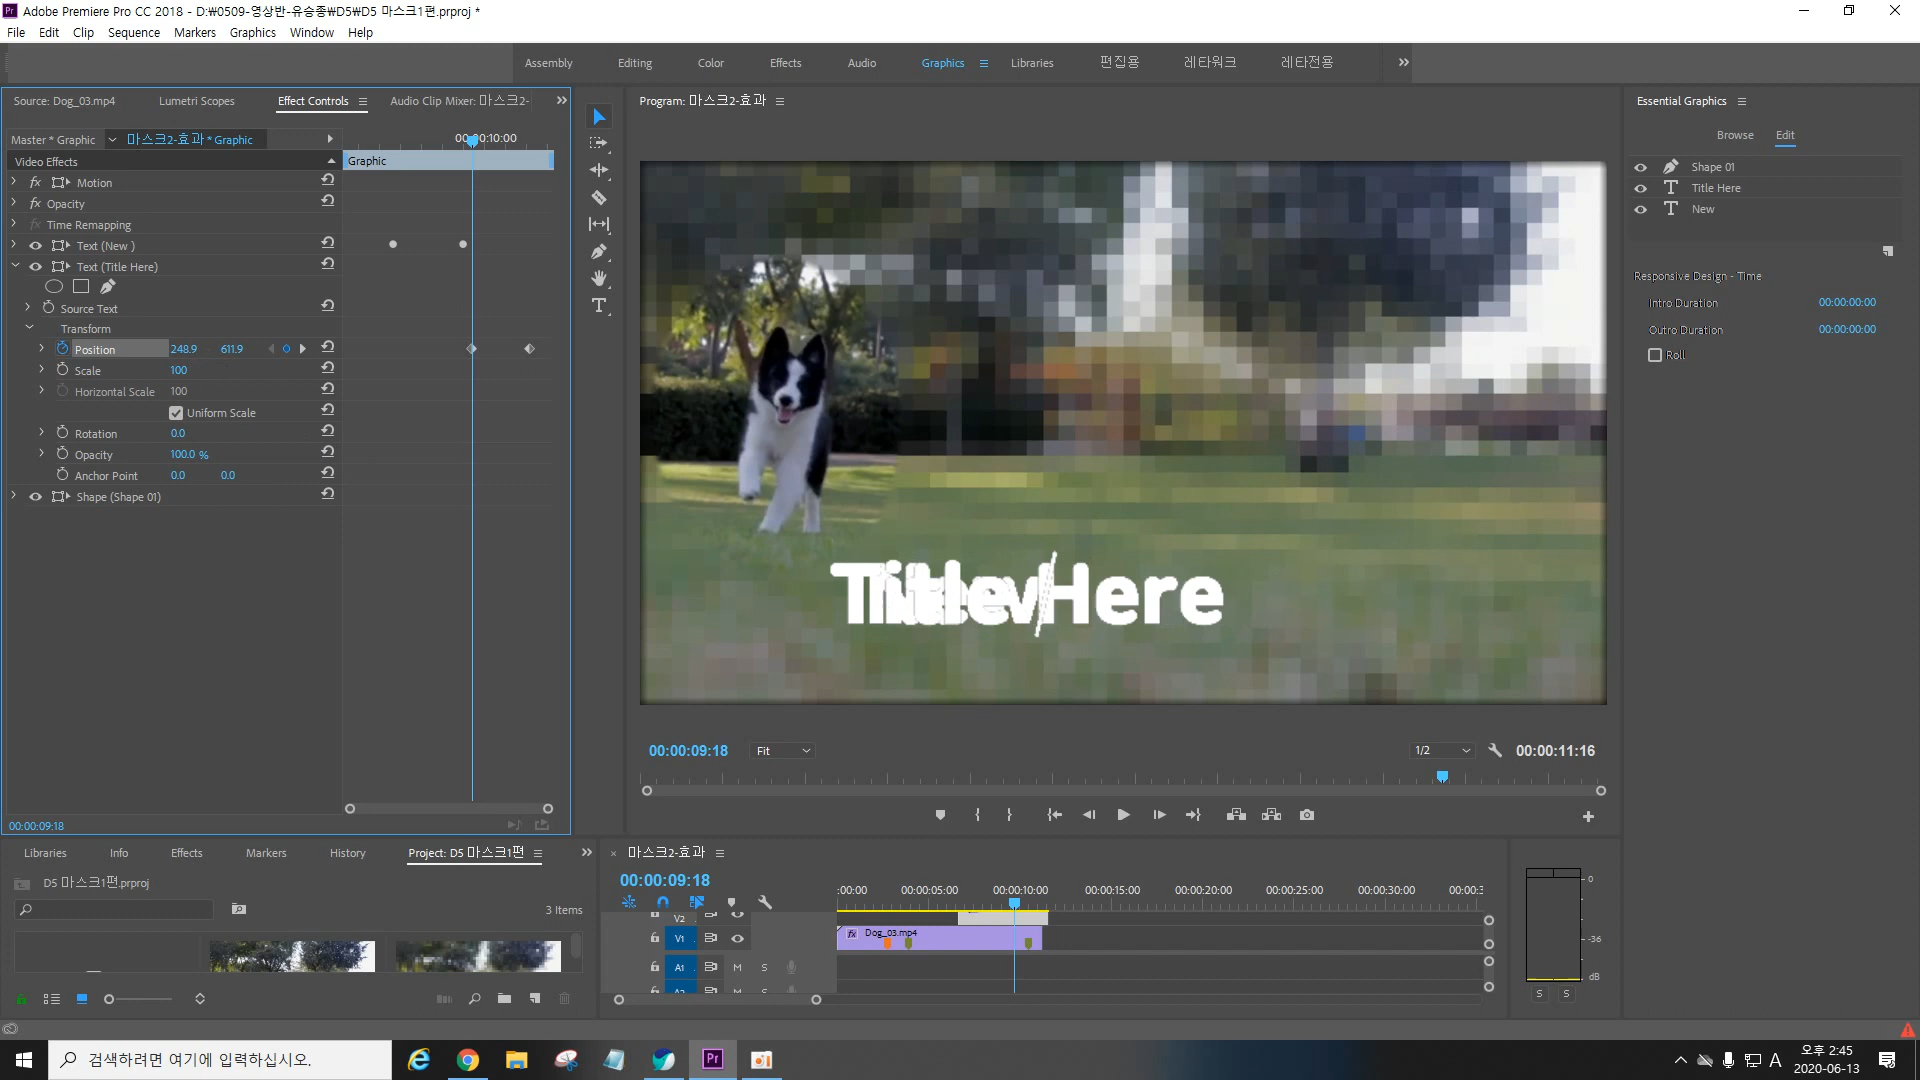 Adobe Premiere Pro CC 2018 - D:\0509-영상반-유승종\D5\D5 마스크1편.prproj *
File Edit Clip Sequence Markers Graphics Window Help
Assembly Editing Color Effects Audio Graphics Libraries 편집용 레타워크 레타전용
Source: Dog_03.mp4 Lumetri Scopes Effect Controls Audio Clip Mixer: 마스크2-
Program: 마스크2-효과
Essential Graphics
Browse Edit
Master * Graphic 마스크2-효과 * Graphic
00:00:10:00
Video Effects
Graphic
fx Motion
fx Opacity
fx Time Remapping
Text (New )
Text (Title Here)
Source Text
Transform
Position 248.9 611.9
Scale 100
Horizontal Scale 100
Uniform Scale
Rotation 0.0
Opacity 100.0 %
Anchor Point 0.0 0.0
Shape (Shape 01)
00:00:09:18
Title Here
00:00:09:18 Fit 1/2 00:00:11:16
Shape 01
Title Here
New
Responsive Design - Time
Intro Duration 00:00:00:00
Outro Duration 00:00:00:00
Roll
Libraries Info Effects Markers History Project: D5 마스크1편
D5 마스크1편.prproj
3 Items
마스크2-효과
00:00:09:18
:00:00 00:00:05:00 00:00:10:00 00:00:15:00 00:00:20:00 00:00:25:00 00:00:30:00 00:00:3
V2
V1 fx Dog_03.mp4
A1 M S
0
-36
dB
S S
검색하려면 여기에 입력하십시오.
Pr
A 오후 2:45
2020-06-13